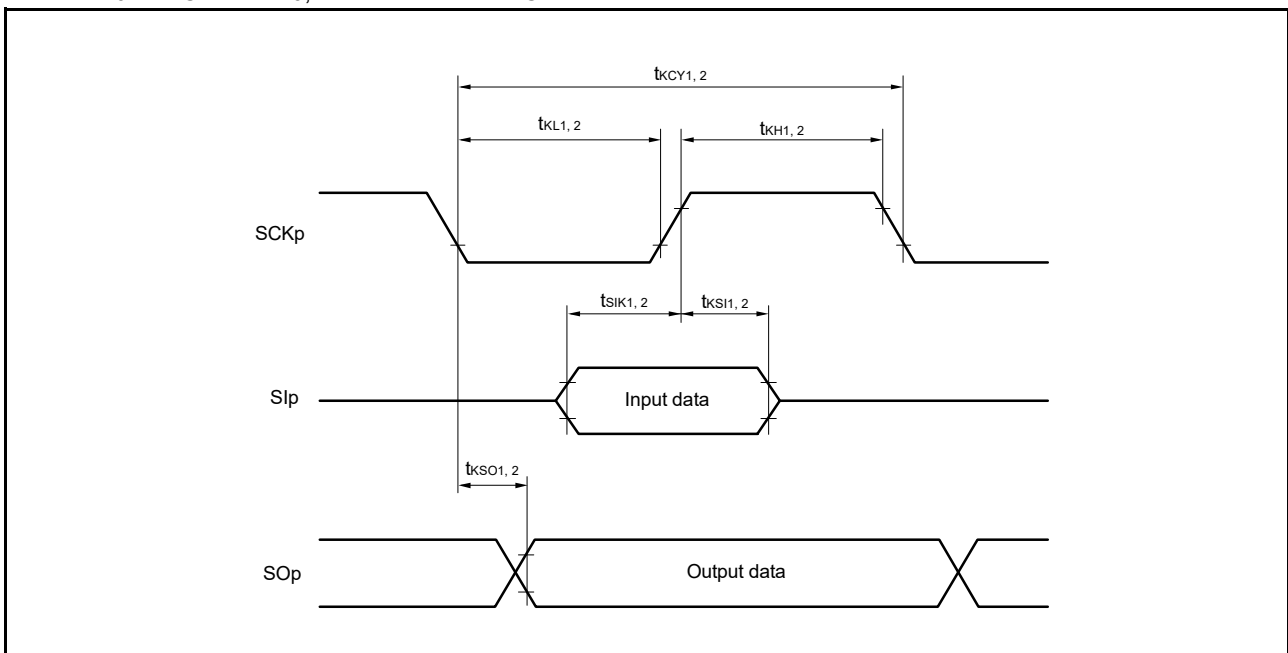 tKCY1, 2
tKL1, 2
tKH1, 2
SCKp
tSIK1, 2
tKSI1, 2
SIp
Input data
tKSO1, 2
SOp
Output data